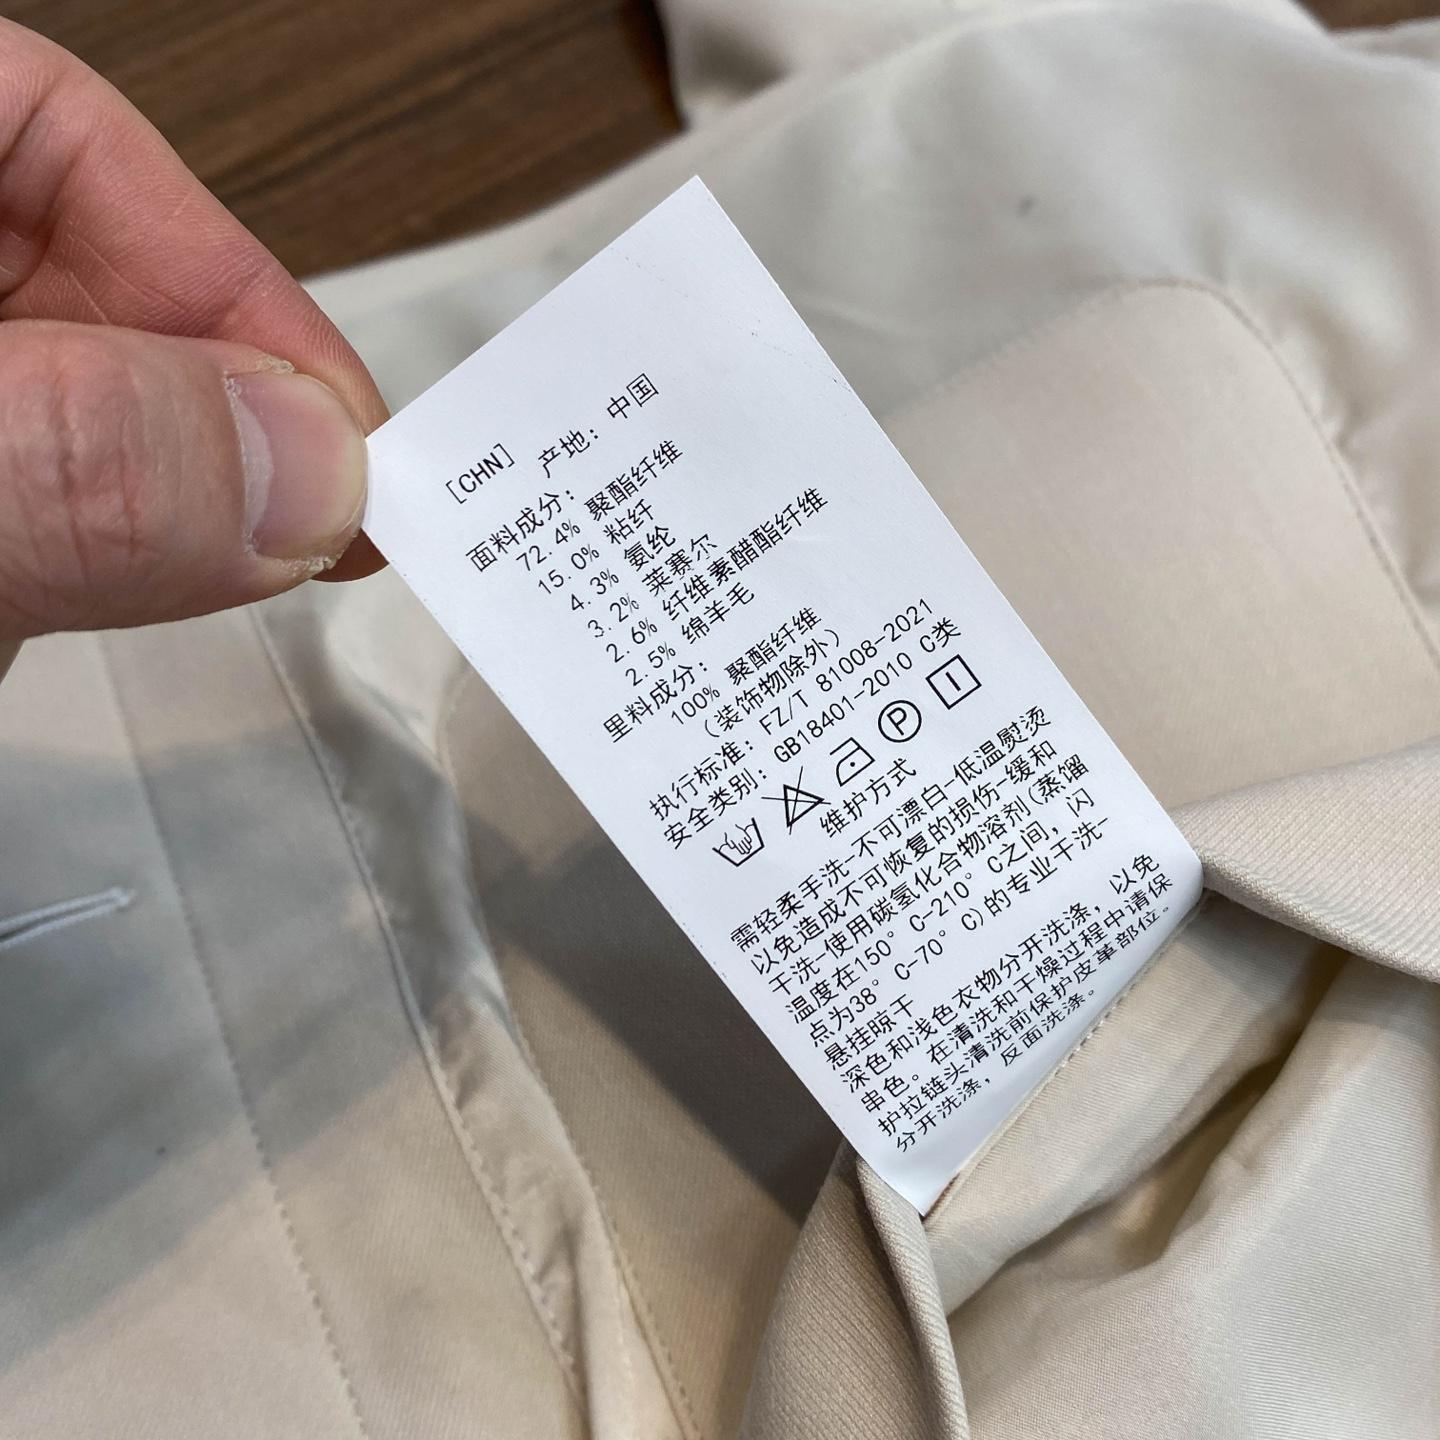 [CHN] 产地：中国
面料成分：
72.4% 聚酯纤维
15.0% 粘纤
4.3% 氨纶
3.2% 莱赛尔
2.6% 纤维素醋酯纤维
2.5% 绵羊毛
里料成分：
100% 聚酯纤维
（装饰物除外）
执行标准：FZ/T 81008-2021
安全类别：GB18401-2010 C类
P
维护方式
需轻柔手洗-不可漂白-低温熨烫
以免造成不可恢复的损伤-缓和
干洗-使用碳氢化合物溶剂(蒸馏
温度在150° C-210° C之间，闪
点为38° C-70° C)的专业干洗-
悬挂晾干
深色和浅色衣物分开洗涤，以免
串色。在清洗和干燥过程中请保
护拉链头清洗前保护皮革部位。
分开洗涤，反面洗涤。